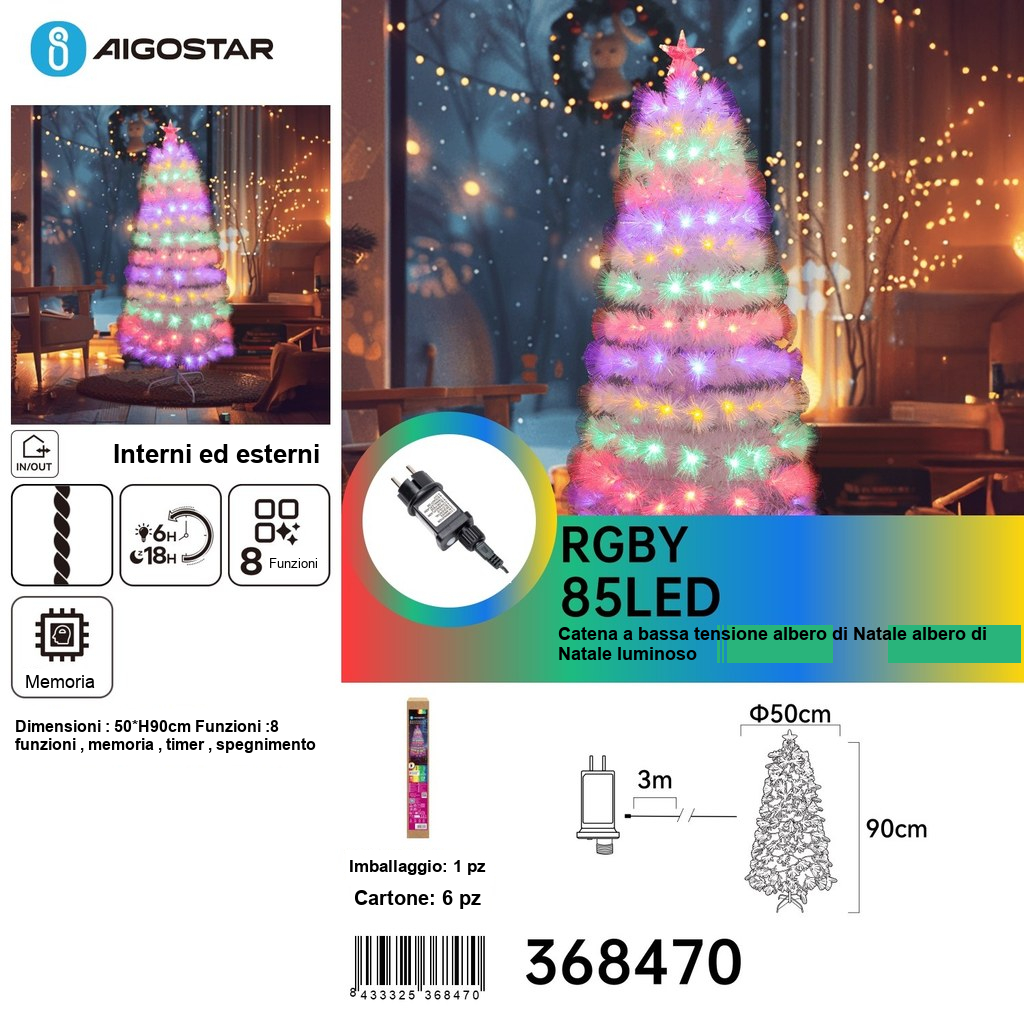 AIGOSTAR
IN/OUT
Interni ed esterni
6H
18H
8 Funzioni
Memoria
Dimensioni : 50*H90cm Funzioni :8
funzioni , memoria , timer , spegnimento
RGBY
85LED
Catena a bassa tensione albero di Natale albero di
Natale luminoso
Imballaggio: 1 pz
Cartone: 6 pz
8 433325 368470
368470
Φ50cm
3m
90cm